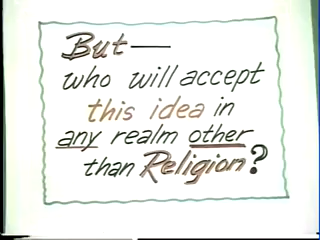 But—
who will accept
this idea in
any realm other
than Religion?